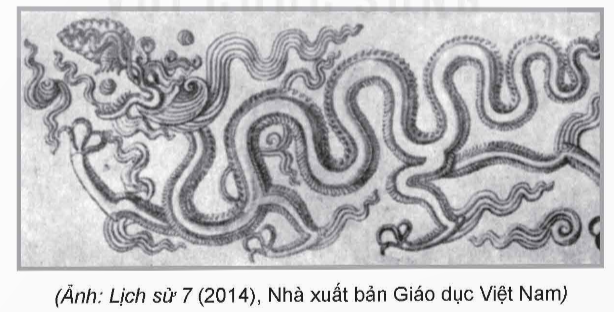 (Ảnh: Lịch sử 7 (2014), Nhà xuất bản Giáo dục Việt Nam)